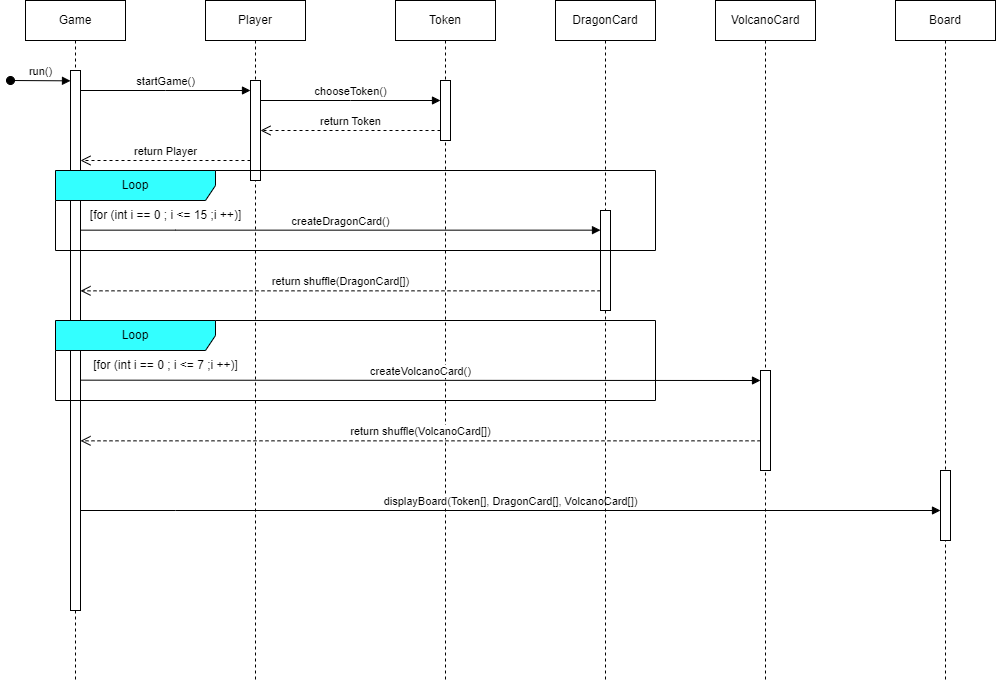 Game
Player
Token
DragonCard
VolcanoCard
Board
run()
startGame()
chooseToken()
return Token
return Player
Loop
[for (int i == 0 ; i <= 15 ;i ++)]
createDragonCard()
return shuffle(DragonCard[])
Loop
[for (int i == 0 ; i <= 7 ;i ++)]
createVolcanoCard()
return shuffle(VolcanoCard[])
displayBoard(Token[], DragonCard[], VolcanoCard[])